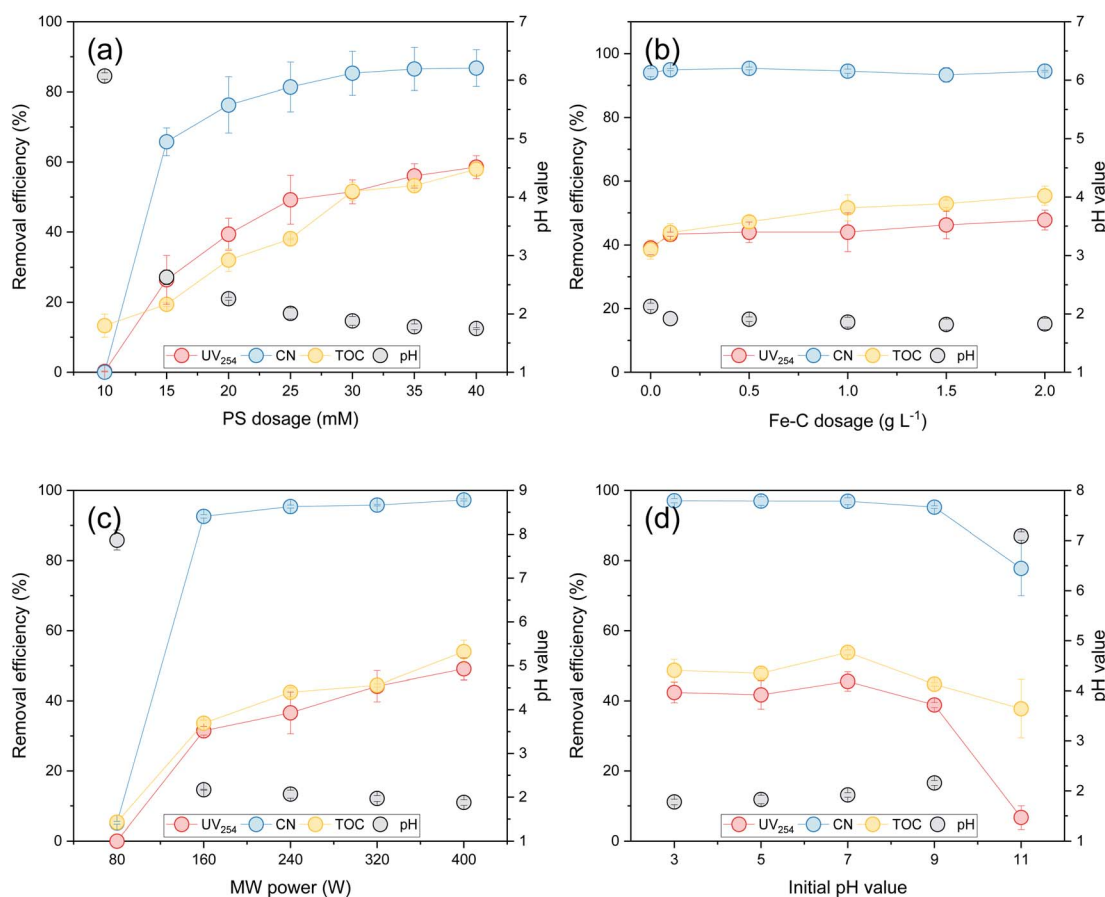 (a)
Removal efficiency (%)
100
80
60
40
20
0
7
6
5
4
3
2
1
pH value
UV254 CN TOC pH
10 15 20 25 30 35 40
PS dosage (mM)
(b)
Removal efficiency (%)
100
80
60
40
20
0
7
6
5
4
3
2
1
pH value
UV254 CN TOC pH
0.0 0.5 1.0 1.5 2.0
Fe-C dosage (g L-1)
(c)
Removal efficiency (%)
100
80
60
40
20
0
9
8
7
6
5
4
3
2
1
pH value
UV254 CN TOC pH
80 160 240 320 400
MW power (W)
(d)
Removal efficiency (%)
100
80
60
40
20
0
8
7
6
5
4
3
2
1
pH value
UV254 CN TOC pH
3 5 7 9 11
Initial pH value